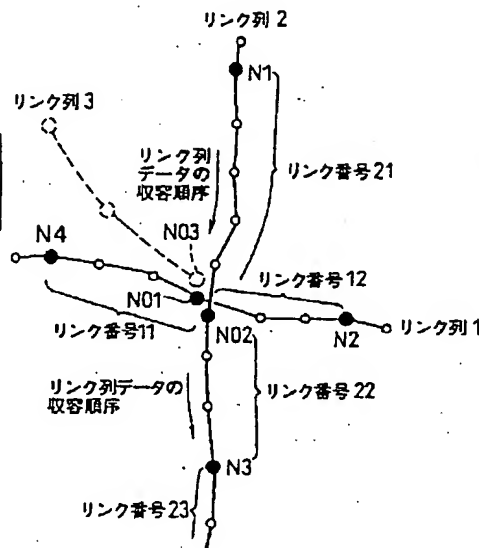 リンク列 2
N1
リンク列 3
リンク列
データの
収容順序
リンク番号21
N03
N4
リンク番号12
N01
リンク番号11
N02
N2
リンク列 1
リンク列データの
収容順序
リンク番号22
N3
リンク番号23